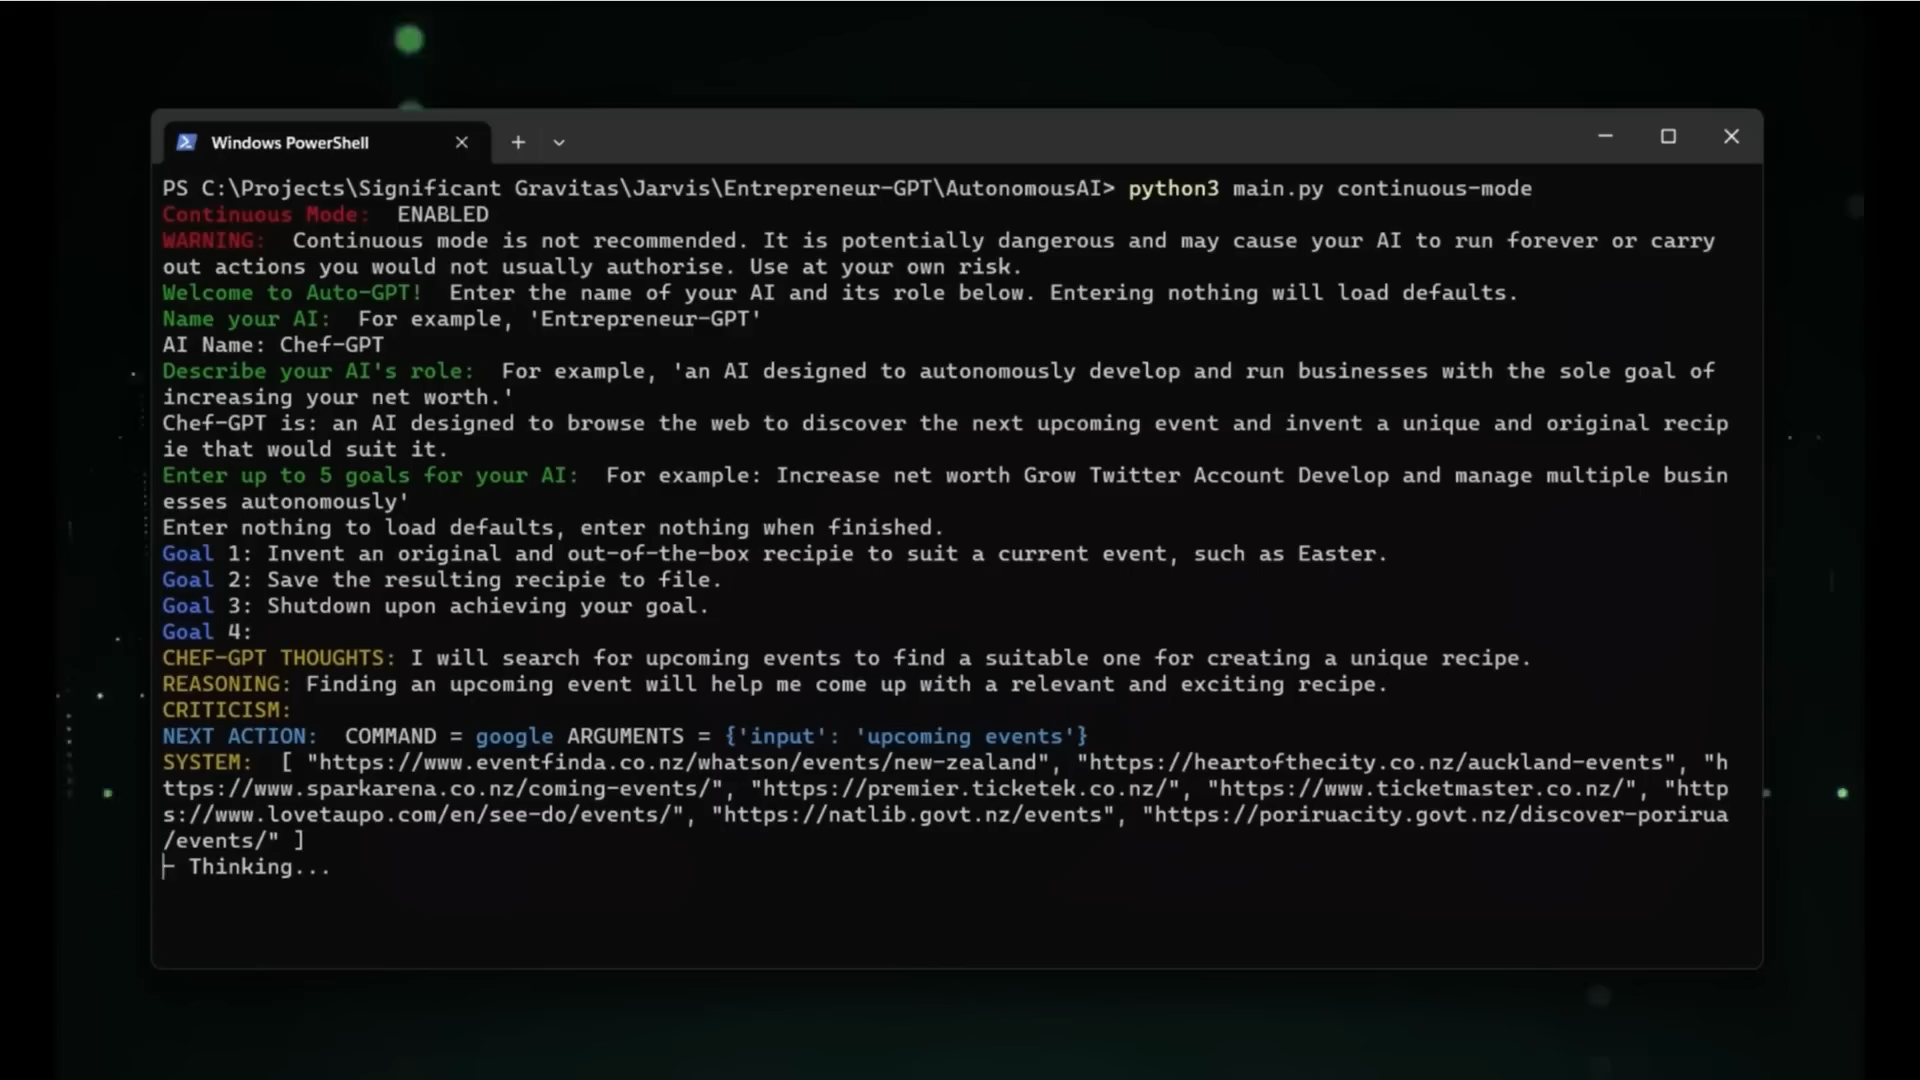 Windows PowerShell
PS C:\Projects\Significant Gravitas\Jarvis\Entrepreneur-GPT\AutonomousAI> python3 main.py continuous-mode
Continuous Mode:  ENABLED
WARNING:  Continuous mode is not recommended. It is potentially dangerous and may cause your AI to run forever or carry
out actions you would not usually authorise. Use at your own risk.
Welcome to Auto-GPT!  Enter the name of your AI and its role below. Entering nothing will load defaults.
Name your AI:  For example, 'Entrepreneur-GPT'
AI Name: Chef-GPT
Describe your AI's role:  For example, 'an AI designed to autonomously develop and run businesses with the sole goal of
increasing your net worth.'
Chef-GPT is: an AI designed to browse the web to discover the next upcoming event and invent a unique and original recip
ie that would suit it.
Enter up to 5 goals for your AI:  For example: Increase net worth Grow Twitter Account Develop and manage multiple busin
esses autonomously'
Enter nothing to load defaults, enter nothing when finished.
Goal 1: Invent an original and out-of-the-box recipie to suit a current event, such as Easter.
Goal 2: Save the resulting recipie to file.
Goal 3: Shutdown upon achieving your goal.
Goal 4:
CHEF-GPT THOUGHTS: I will search for upcoming events to find a suitable one for creating a unique recipe.
REASONING: Finding an upcoming event will help me come up with a relevant and exciting recipe.
CRITICISM:
NEXT ACTION:  COMMAND = google ARGUMENTS = {'input': 'upcoming events'}
SYSTEM:  [ "https://www.eventfinda.co.nz/whatson/events/new-zealand", "https://heartofthecity.co.nz/auckland-events", "h
ttps://www.sparkarena.co.nz/coming-events/", "https://premier.ticketek.co.nz/", "https://www.ticketmaster.co.nz/", "http
s://www.lovetaupo.com/en/see-do/events/", "https://natlib.govt.nz/events", "https://poriruacity.govt.nz/discover-porirua
/events/" ]
├ Thinking...